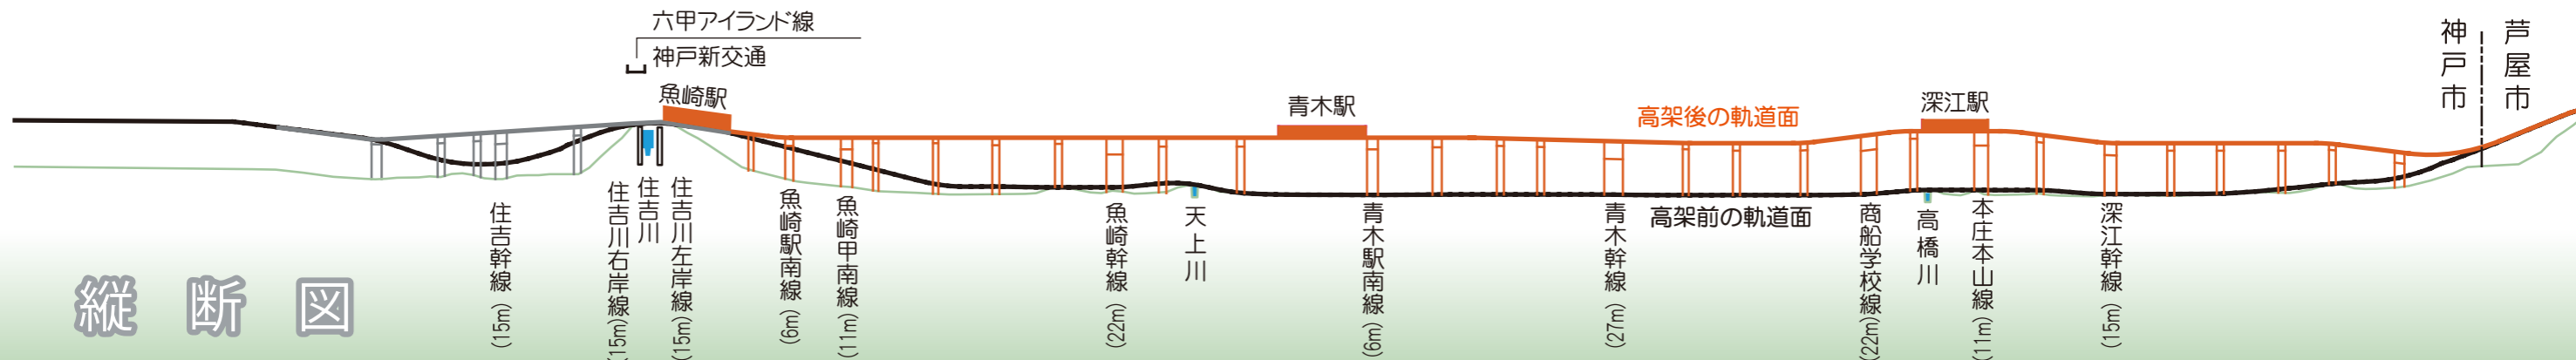 六甲アイランド線
神戸新交通
魚崎駅
青木駅
高架後の軌道面
深江駅
神戸市
芦屋市
高架前の軌道面
住吉幹線(15m)
住吉川右岸線(15m)
住吉川
住吉川左岸線(15m)
魚崎駅南線(6m)
魚崎甲南線(11m)
魚崎幹線(22m)
天上川
青木駅南線(6m)
青木幹線(27m)
商船学校線(22m)
高橋川
本庄本山線(11m)
深江幹線(15m)
縦断図